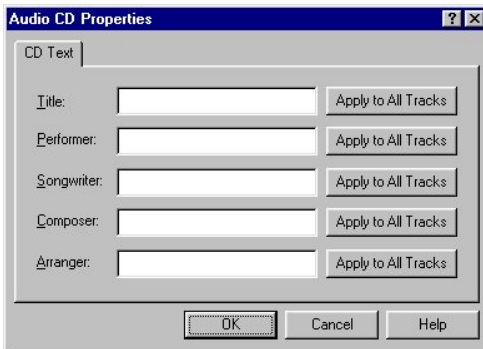 Audio CD Properties
CD Text
Title: Apply to All Tracks
Performer: Apply to All Tracks
Songwriter: Apply to All Tracks
Composer: Apply to All Tracks
Arranger: Apply to All Tracks
OK Cancel Help